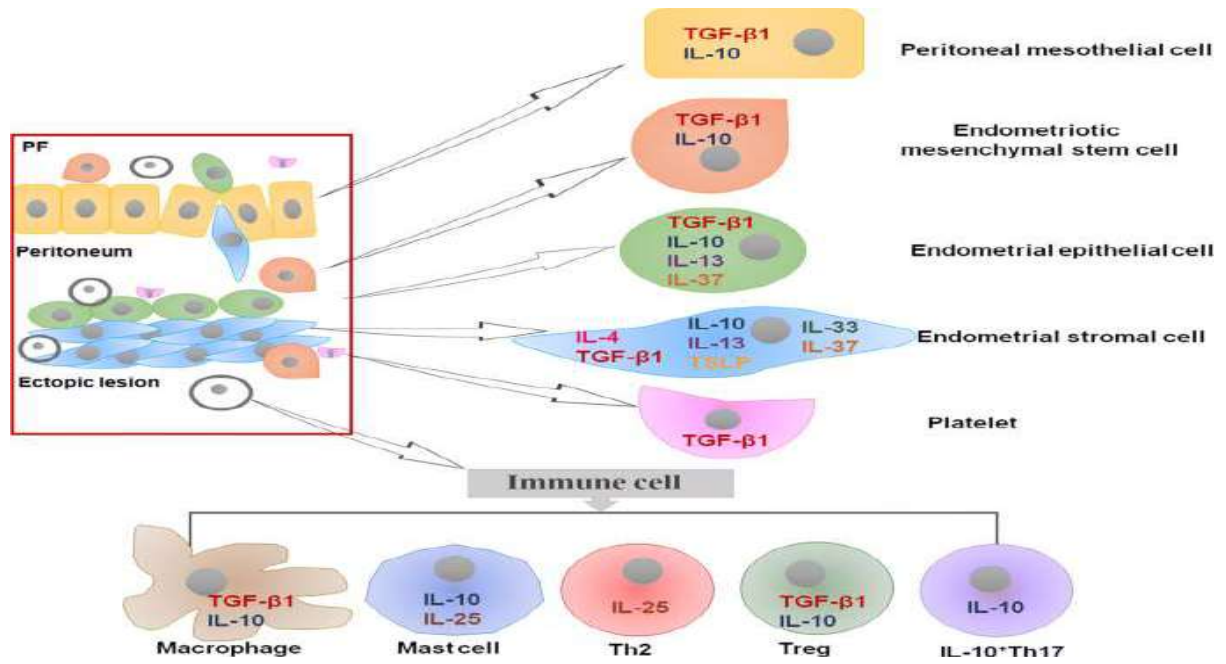 TGF-β1
IL-10
Peritoneal mesothelial cell
PF
Peritoneum
Ectopic lesion
TGF-β1
IL-10
Endometriotic
mesenchymal stem cell
TGF-β1
IL-10
IL-13
IL-37
Endometrial epithelial cell
IL-4
TGF-β1
IL-10
IL-13
TSLP
IL-33
IL-37
Endometrial stromal cell
TGF-β1
Platelet
Immune cell
TGF-β1
IL-10
Macrophage
IL-10
IL-25
Mast cell
IL-25
Th2
TGF-β1
IL-10
Treg
IL-10
IL-10⁺Th17